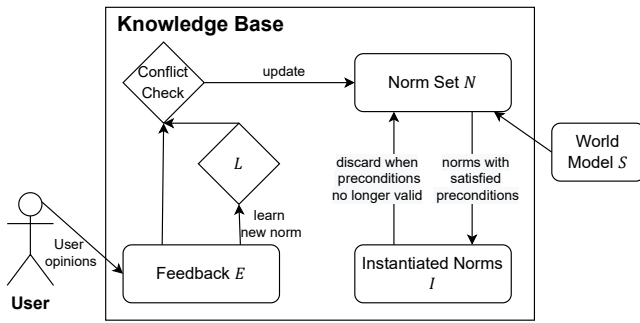 Knowledge Base
Conflict
Check
update
Norm Set N
L
discard when
preconditions
no longer valid
norms with
satisfied
preconditions
World
Model S
learn
new norm
User
opinions
Feedback E
Instantiated Norms
I
User